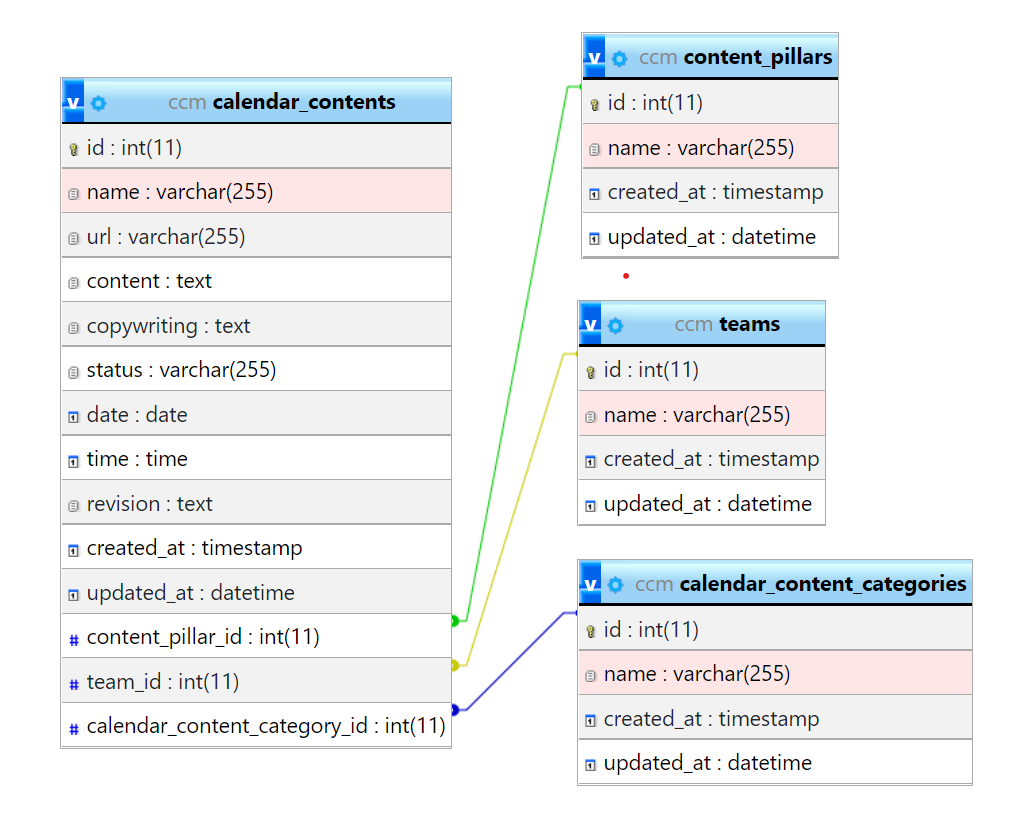 v ccm calendar_contents
id : int(11)
name : varchar(255)
url : varchar(255)
content : text
copywriting : text
status : varchar(255)
date : date
time : time
revision : text
created_at : timestamp
updated_at : datetime
# content_pillar_id : int(11)
# team_id : int(11)
# calendar_content_category_id : int(11)
v ccm content_pillars
id : int(11)
name : varchar(255)
created_at : timestamp
updated_at : datetime
v ccm teams
id : int(11)
name : varchar(255)
created_at : timestamp
updated_at : datetime
v ccm calendar_content_categories
id : int(11)
name : varchar(255)
created_at : timestamp
updated_at : datetime